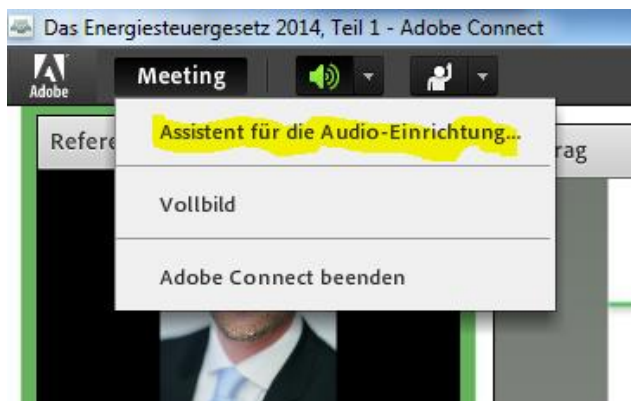 Das Energiesteuergesetz 2014, Teil 1 - Adobe Connect
Adobe
Meeting
Refere
rag
Assistent für die Audio-Einrichtung...
Vollbild
Adobe Connect beenden